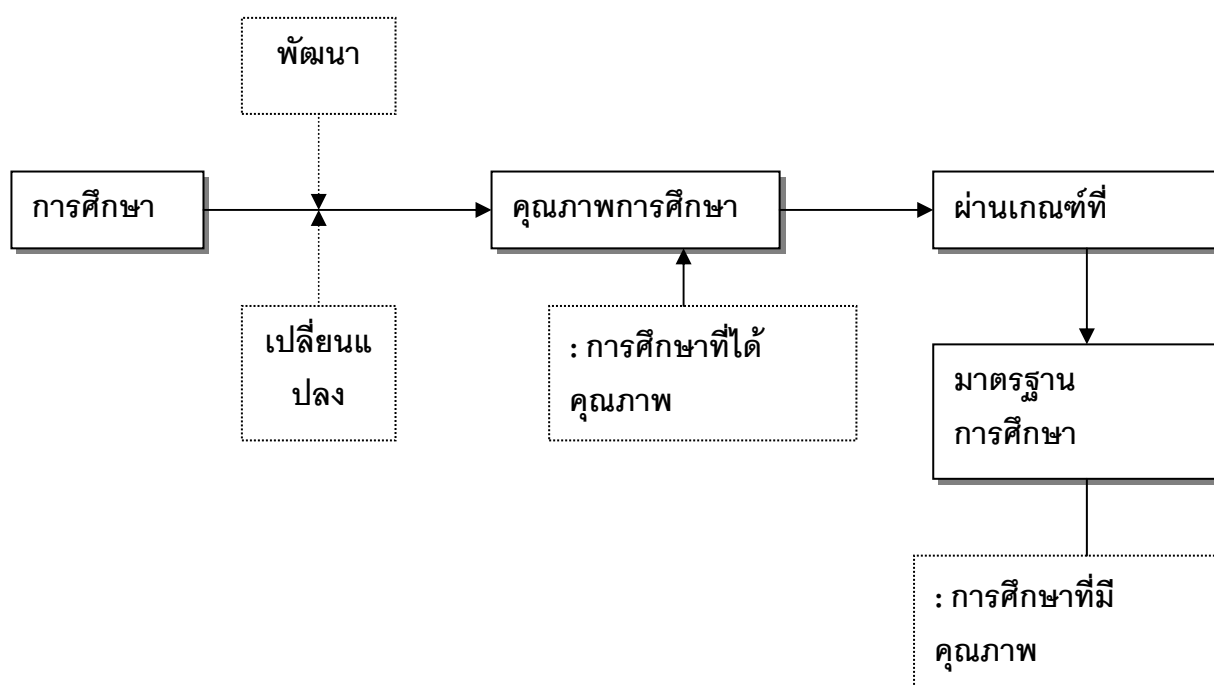 พัฒนา
การศึกษา
คุณภาพการศึกษา
ผ่านเกณฑ์ที่
เปลี่ยนแ
ปลง
: การศึกษาที่ได้
คุณภาพ
มาตรฐาน
การศึกษา
: การศึกษาที่มี
คุณภาพ